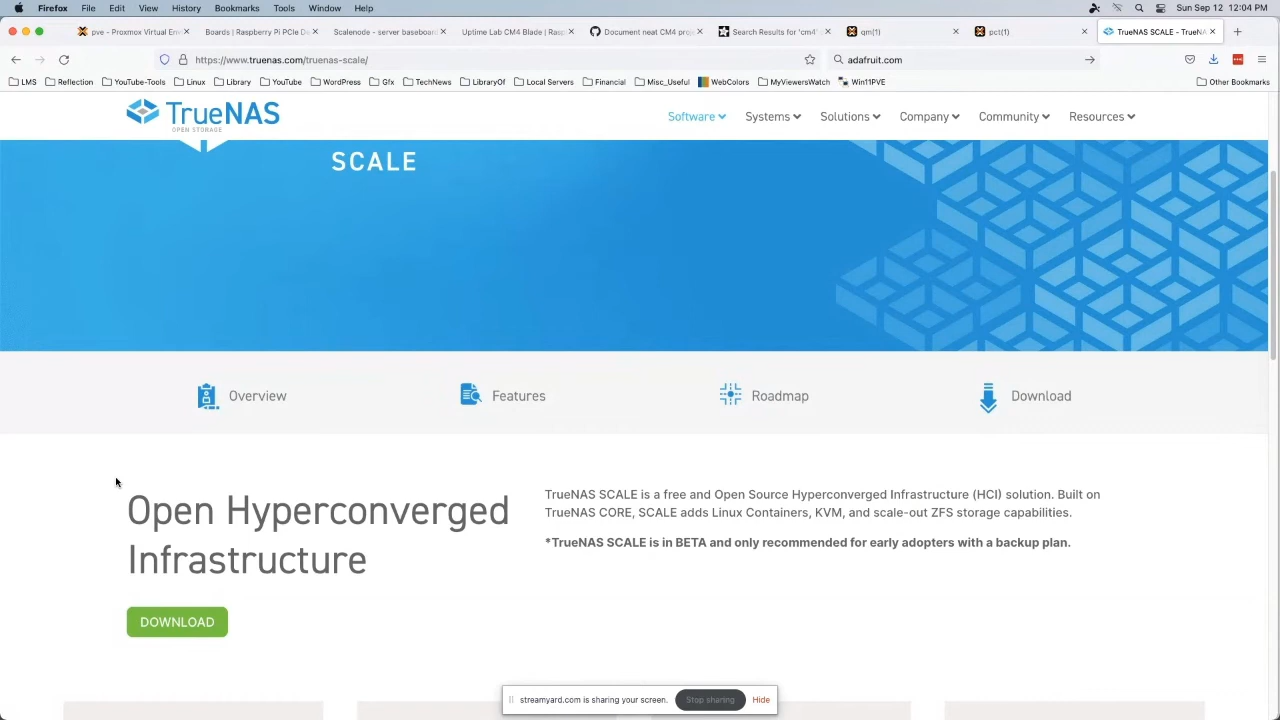 Firefox File Edit View History Bookmarks Tools Window Help Sun Sep 12 12:04 PM
pve - Proxmox Virtual En Boards | Raspberry Pi PCIe De Scalenode - server baseboar Uptime Lab CM4 Blade | Rasp Document neat CM4 proj Search Results for 'cm4' qm(1) pct(1) TrueNAS SCALE - TrueN
https://www.truenas.com/truenas-scale/ adafruit.com
LMS Reflection YouTube-Tools Linux Library YouTube WordPress Gfx TechNews LibraryOf Local Servers Financial Misc_Useful WebColors MyWwersWatch Win11PVE Other Bookmarks
TrueNAS
OPEN STORAGE
Software Systems Solutions Company Community Resources
SCALE
Overview Features Roadmap Download
Open Hyperconverged
Infrastructure
DOWNLOAD
TrueNAS SCALE is a free and Open Source Hyperconverged Infrastructure (HCI) solution. Built on
TrueNAS CORE, SCALE adds Linux Containers, KVM, and scale-out ZFS storage capabilities.
*TrueNAS SCALE is in BETA and only recommended for early adopters with a backup plan.
streamyard.com is sharing your screen. Stop sharing Hide